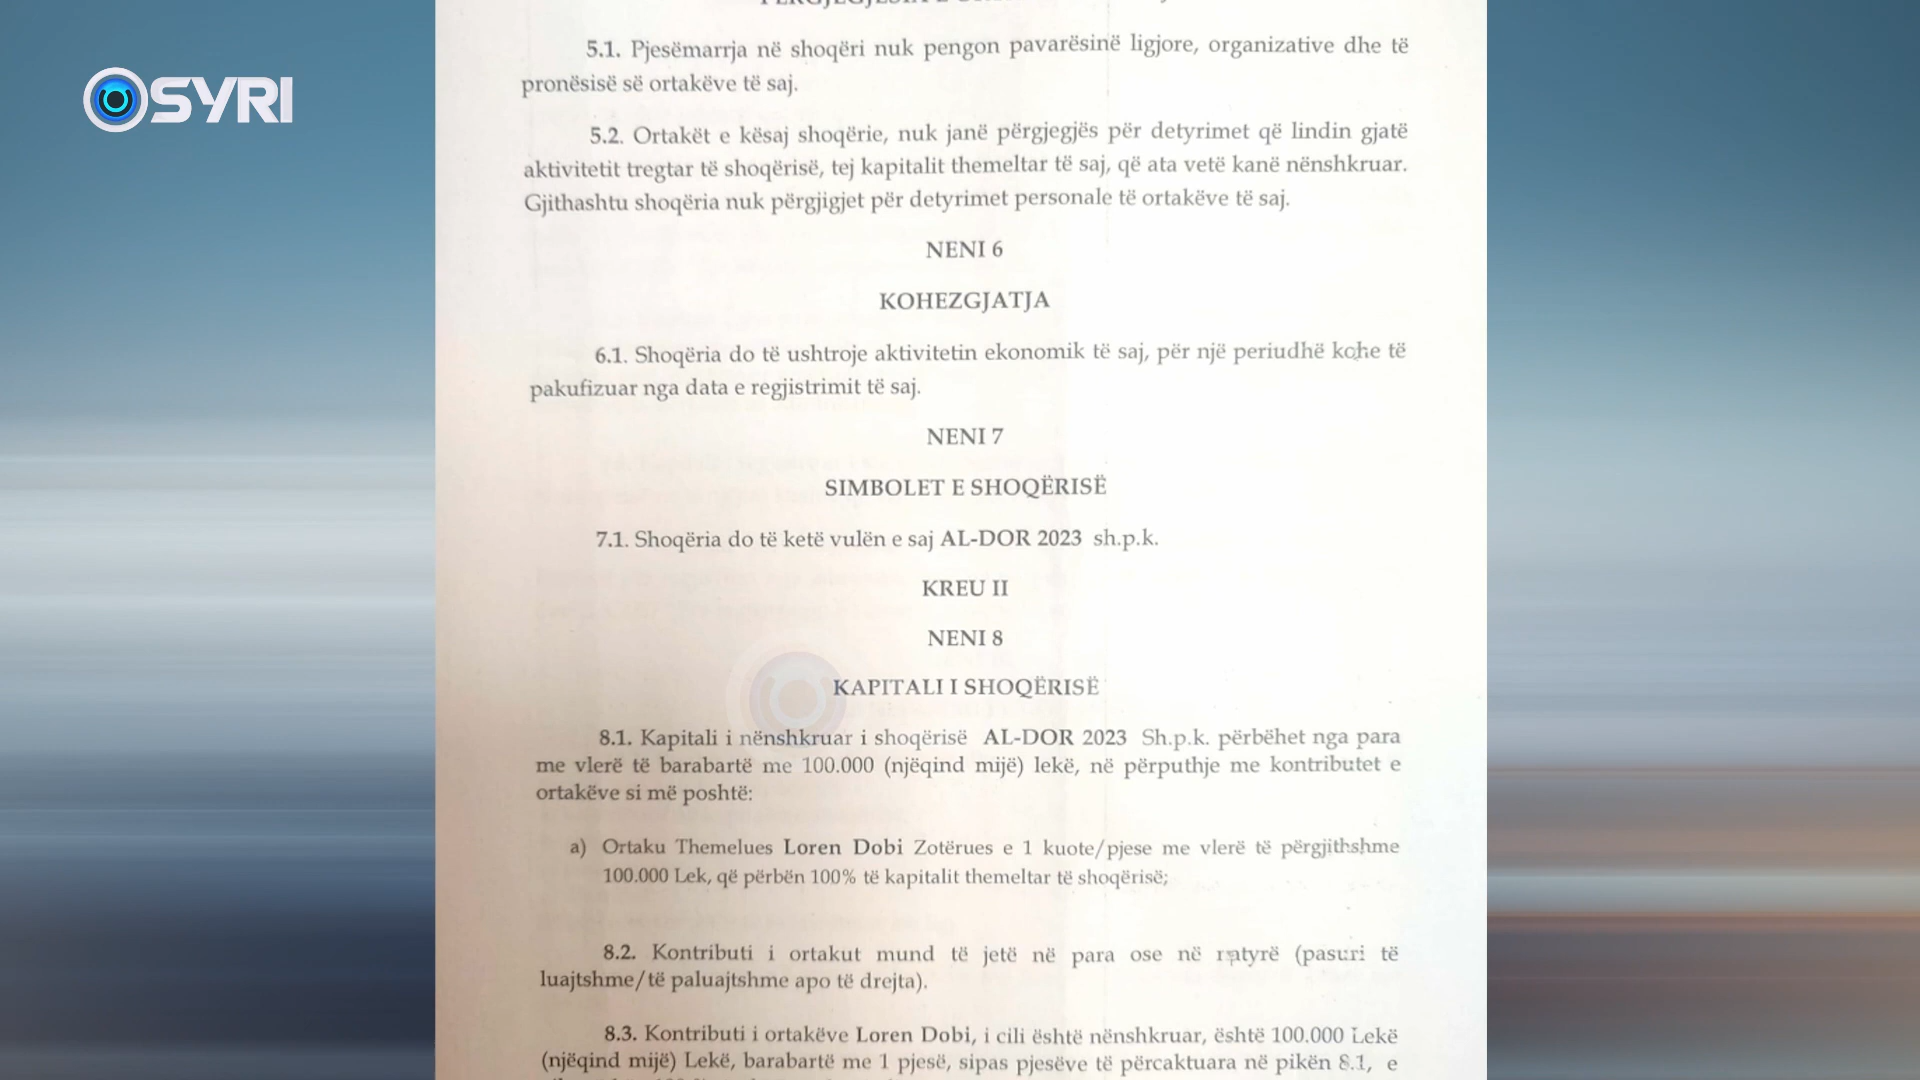 SYRI
5.1. Pjesëmarrja në shoqëri nuk pengon pavarësinë ligjore, organizative dhe të
pronësisë së ortakëve të saj.
5.2. Ortakët e kësaj shoqërie, nuk janë përgjegjës për detyrimet që lindin gjatë
aktivitetit tregtar të shoqërisë, tej kapitalit themeltar të saj, që ata vetë kanë nënshkruar.
Gjithashtu shoqëria nuk përgjigjet për detyrimet personale të ortakëve të saj.
NENI 6
KOHEZGJATJA
6.1. Shoqëria do të ushtroje aktivitetin ekonomik të saj, për një periudhë kohe të
pakufizuar nga data e regjistrimit të saj.
NENI 7
SIMBOLET E SHOQËRISË
7.1. Shoqëria do të ketë vulën e saj AL-DOR 2023 sh.p.k.
KREU II
NENI 8
KAPITALI I SHOQËRISË
8.1. Kapitali i nënshkruar i shoqërisë AL-DOR 2023 Sh.p.k. përbëhet nga para
me vlerë të barabartë me 100.000 (njëqind mijë) lekë, në përputhje me kontributet e
ortakëve si më poshtë:
a) Ortaku Themelues Loren Dobi Zotërues e 1 kuote/pjese me vlerë të përgjithshme
100.000 Lek, që përbën 100% të kapitalit themeltar të shoqërisë;
8.2. Kontributi i ortakut mund të jetë në para ose në natyrë (pasuri të
luajtshme/të paluajtshme apo të drejta).
8.3. Kontributi i ortakëve Loren Dobi, i cili është nënshkruar, është 100.000 Lekë
(njëqind mijë) Lekë, barabartë me 1 pjesë, sipas pjesëve të përcaktuara në pikën 8.1, e